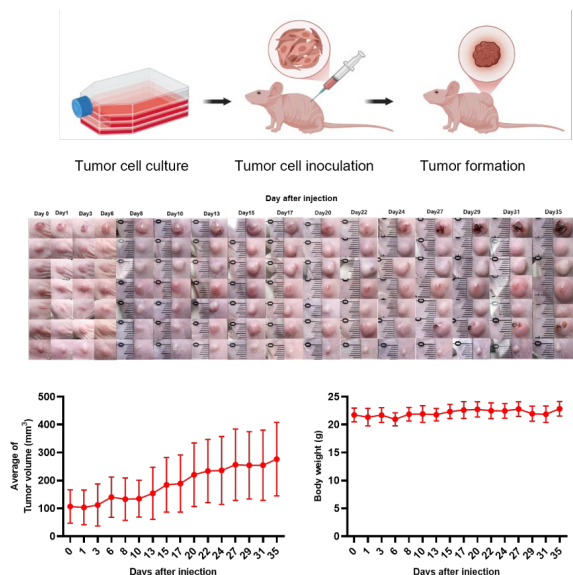 Tumor cell culture Tumor cell inoculation Tumor formation
Day after injection
Day 0 Day1 Day3 Day6 Day8 Day10 Day13 Day15 Day17 Day20 Day22 Day24 Day27 Day29 Day31 Day35
500
400
300
200
100
0
Average of
Tumor volume (mm³)
0 1 3 6 8 10 13 15 17 20 22 24 27 29 31 35
Days after injection
25
20
15
10
5
0
Body weight (g)
0 1 3 6 8 10 13 15 17 20 22 24 27 29 31 35
Days after injection